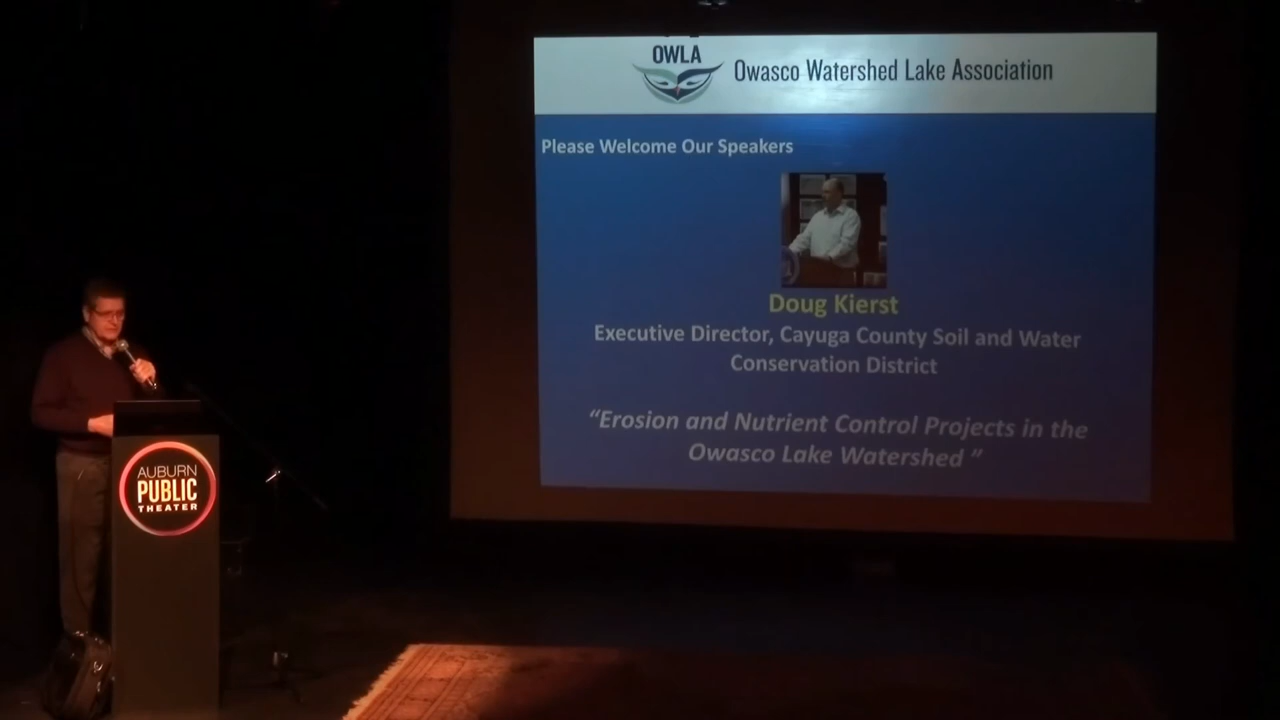 OWLA
Owasco Watershed Lake Association
Please Welcome Our Speakers
Doug Kierst
Executive Director, Cayuga County Soil and Water
Conservation District
“Erosion and Nutrient Control Projects in the
Owasco Lake Watershed ”
AUBURN
PUBLIC
THEATER